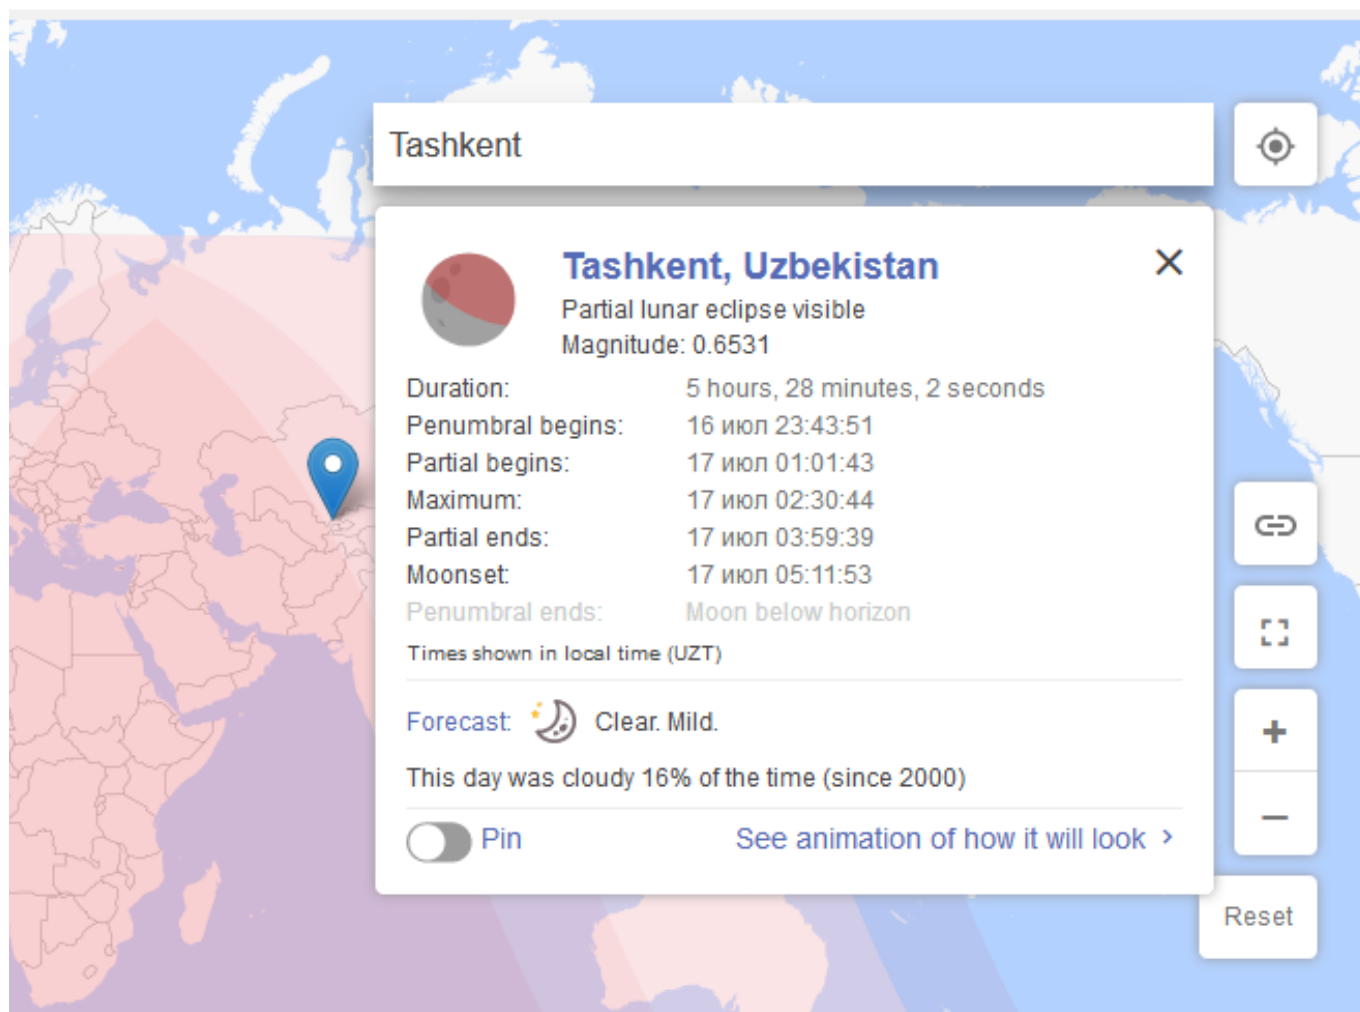 Tashkent
Tashkent, Uzbekistan
Partial lunar eclipse visible
Magnitude: 0.6531
Duration: 5 hours, 28 minutes, 2 seconds
Penumbral begins: 16 июл 23:43:51
Partial begins: 17 июл 01:01:43
Maximum: 17 июл 02:30:44
Partial ends: 17 июл 03:59:39
Moonset: 17 июл 05:11:53
Penumbral ends: Moon below horizon
Times shown in local time (UZT)
Forecast: Clear. Mild.
This day was cloudy 16% of the time (since 2000)
Pin See animation of how it will look ›
Reset